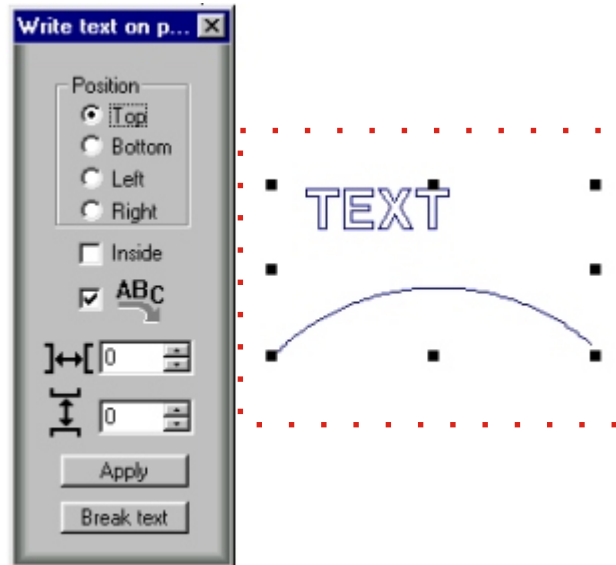 Write text on p...
Position
Top
Bottom
Left
Right
Inside
ABC
0
0
Apply
Break text
TEXT